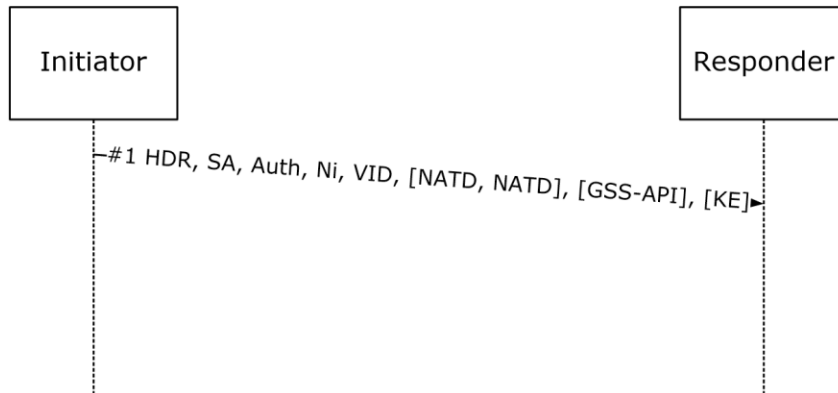 Initiator
Responder
#1 HDR, SA, Auth, Ni, VID, [NATD, NATD], [GSS-API], [KE]